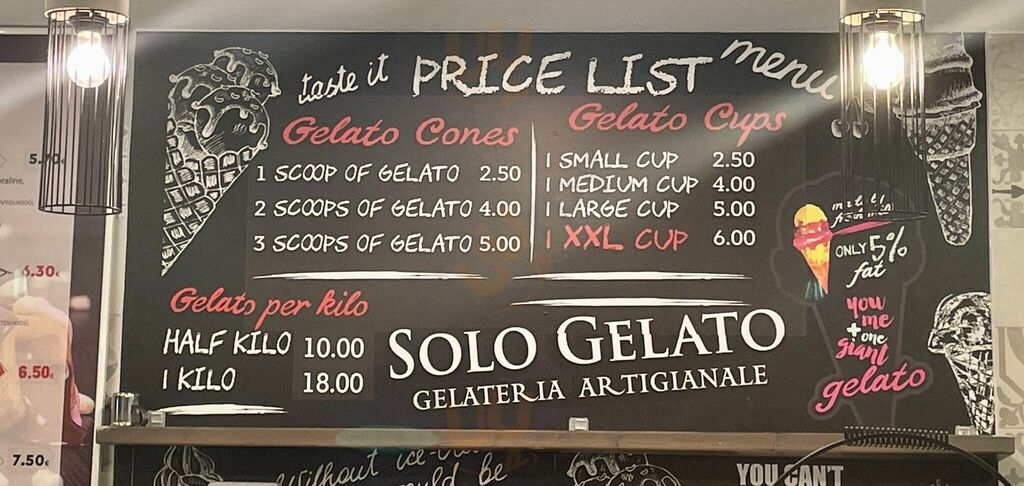 taste it PRICE LIST menu
Gelato Cones
1 SCOOP OF GELATO 2.50
2 SCOOPS OF GELATO 4.00
3 SCOOPS OF GELATO 5.00
Gelato Cups
1 SMALL CUP 2.50
1 MEDIUM CUP 4.00
1 LARGE CUP 5.00
1 XXL CUP 6.00
Gelato per kilo
HALF KILO 10.00
1 KILO 18.00
SOLO GELATO
GELATERIA ARTIGIANALE
ONLY 5%
fat
you
me
+ one
giant
gelato
6.30€
6.50€
7.50€
Without
be
YOU CAN'T